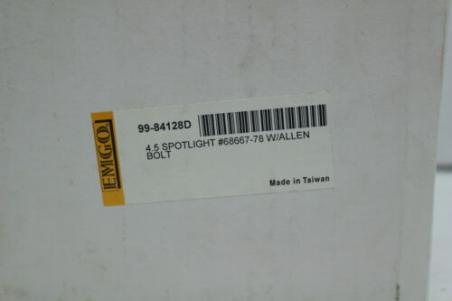 EMGO
99-84128D
4.5 SPOTLIGHT #68667-78 W/ALLEN
BOLT
Made in Taiwan